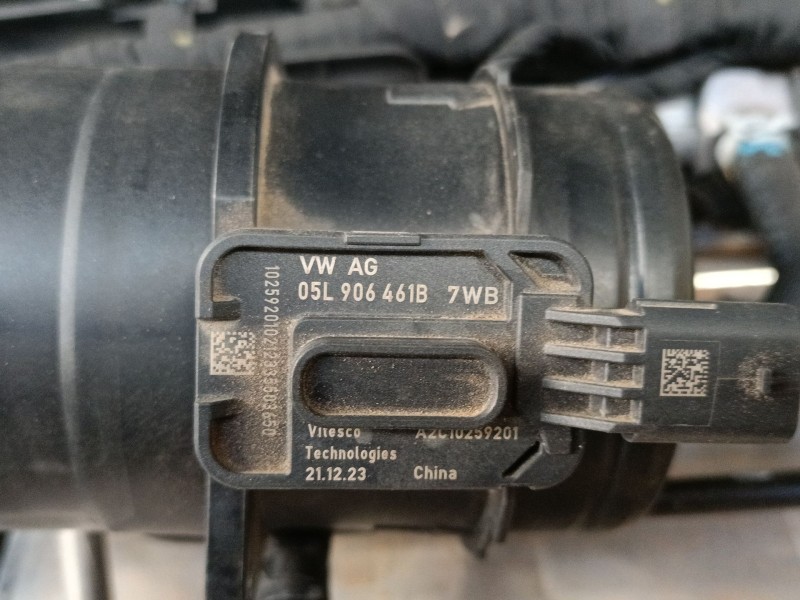 VW AG
05L 906 461B 7WB
Vitesco A2C10259201
Technologies
21.12.23 China